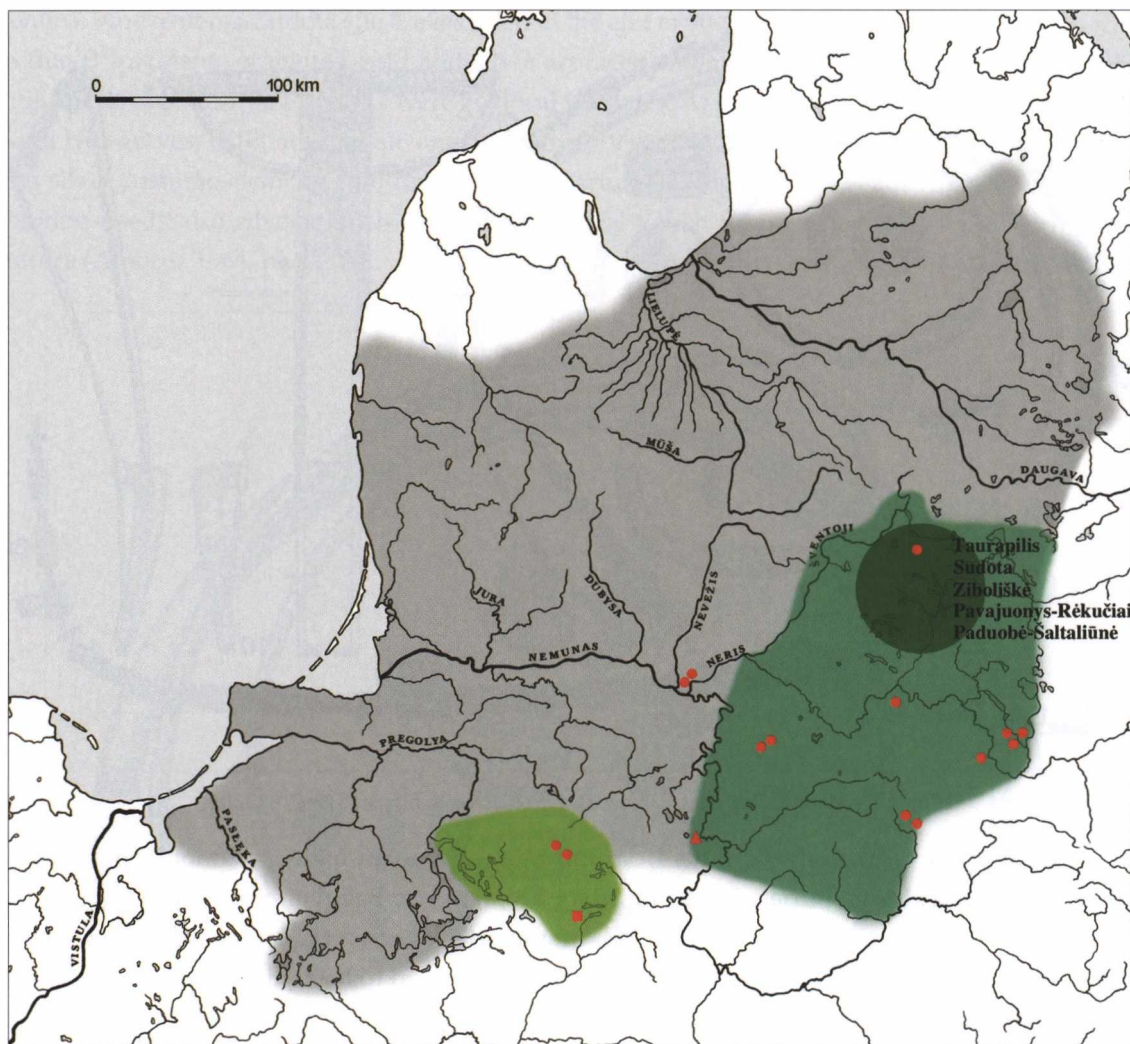 0 100 km
LIELUPĖ
MŪŠA
DAUGAVA
ŠVENTOJI
Taurapilis
Sudota
Ziboliškė
Pavajuonys-Rėkučiai
Paduobė-Šaltaliūnė
JŪRA
DUBYSA
NEVĖŽIS
NERIS
NEMUNAS
PREGOLYA
PASŁĘKA
VISTULA